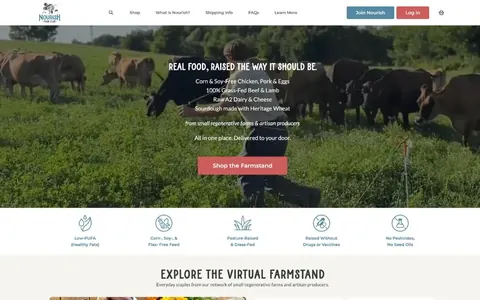 NOURISH
Shop
What is Nourish?
Shipping Info
FAQs
Learn More
Join Nourish
Log in
REAL FOOD, RAISED THE WAY IT SHOULD BE.
Corn & Soy-Free Chicken, Pork & Eggs
100% Grass-Fed Beef & Lamb
Raw A2 Dairy & Cheese
Sourdough made with Heritage Wheat
from small regenerative farms & artisan producers
All in one place. Delivered to your door.
Shop the Farmstand
Low-PUFA
(Healthy Fats)
Corn-, Soy-, &
Flax- Free Feed
Pasture-Raised
& Grass-Fed
Raised Without
Drugs or Vaccines
No Pesticides,
No Seed Oils
EXPLORE THE VIRTUAL FARMSTAND
Everyday staples from our network of small regenerative farms and artisan producers.